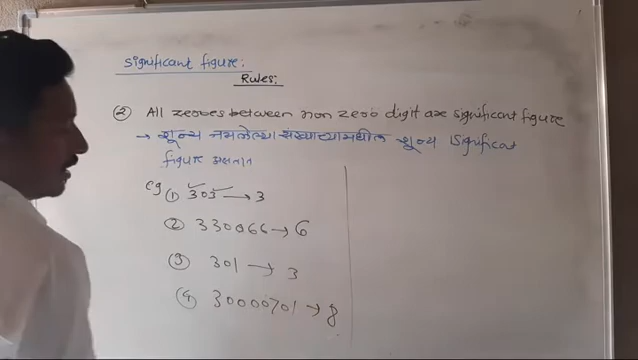 Significant figure:
Rules:
② All zeroes between non zero digit are significant figure
→ शून्य नसलेल्या संख्याच्यामधील शून्य significat
figure असतात
eg ① 303 → 3
② 330066 → 6
③ 301 → 3
④ 30000701 → 8